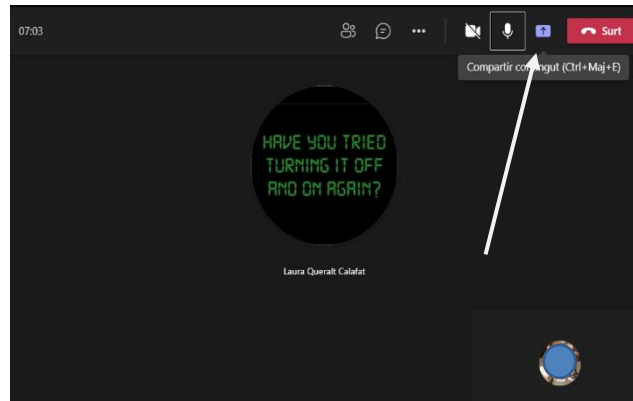 07:03
Surt
Compartir contingut (Ctrl+Maj+E)
HAVE YOU TRIED
TURNING IT OFF
AND ON AGAIN?
Laura Queralt Calafat